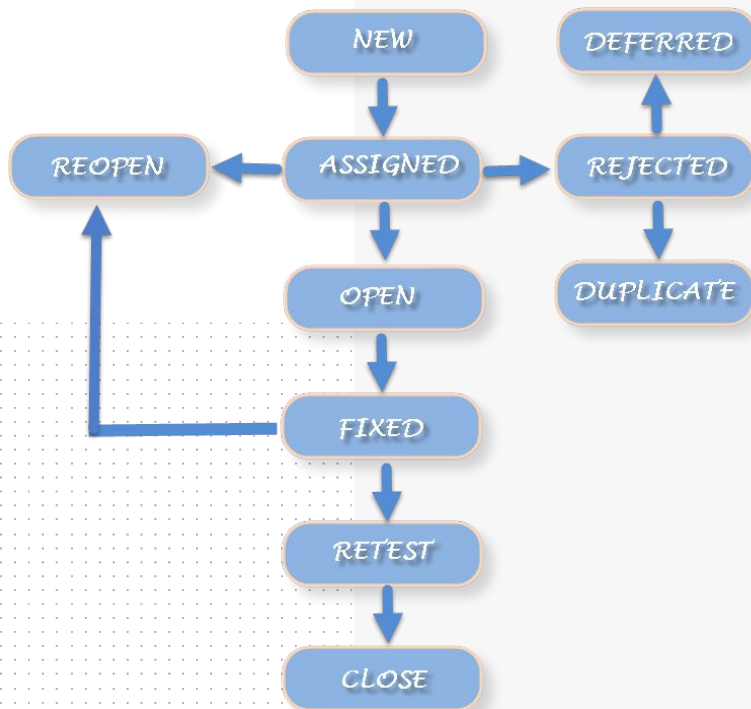 NEW
DEFERRED
REOPEN
ASSIGNED
REJECTED
OPEN
DUPLICATE
FIXED
RETEST
CLOSE